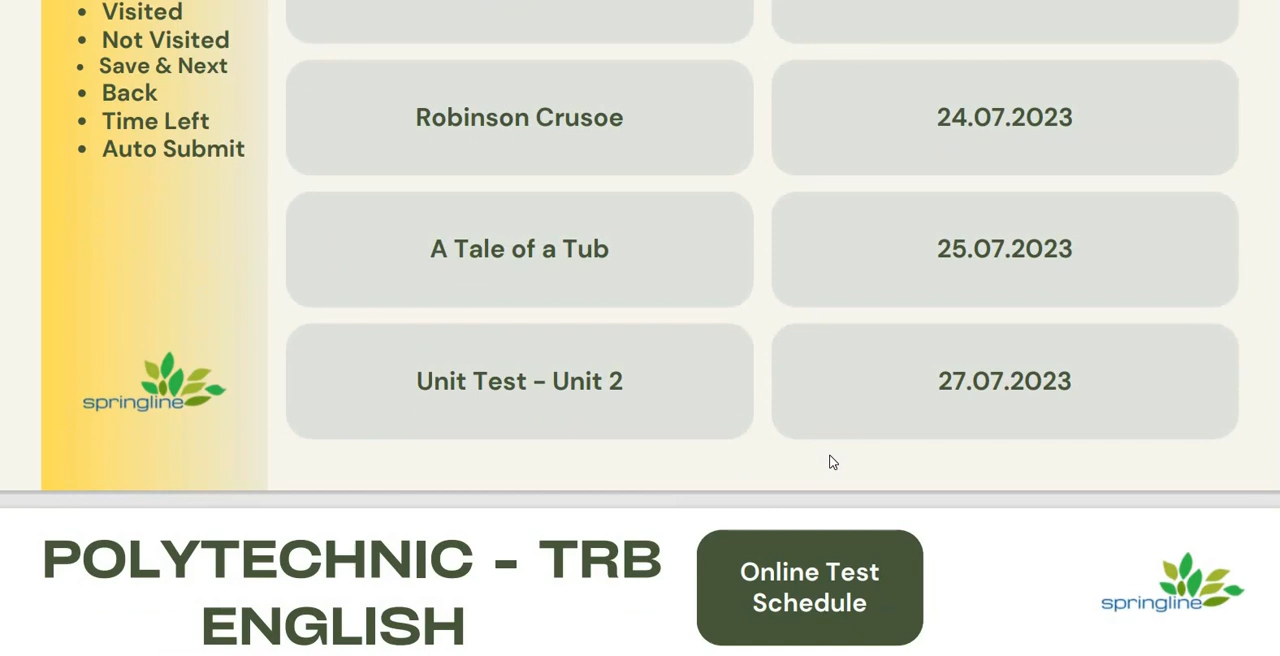 Visited
Not Visited
Save & Next
Back
Time Left
Auto Submit
springline
Robinson Crusoe
24.07.2023
A Tale of a Tub
25.07.2023
Unit Test - Unit 2
27.07.2023
POLYTECHNIC - TRB
ENGLISH
Online Test
Schedule
springline